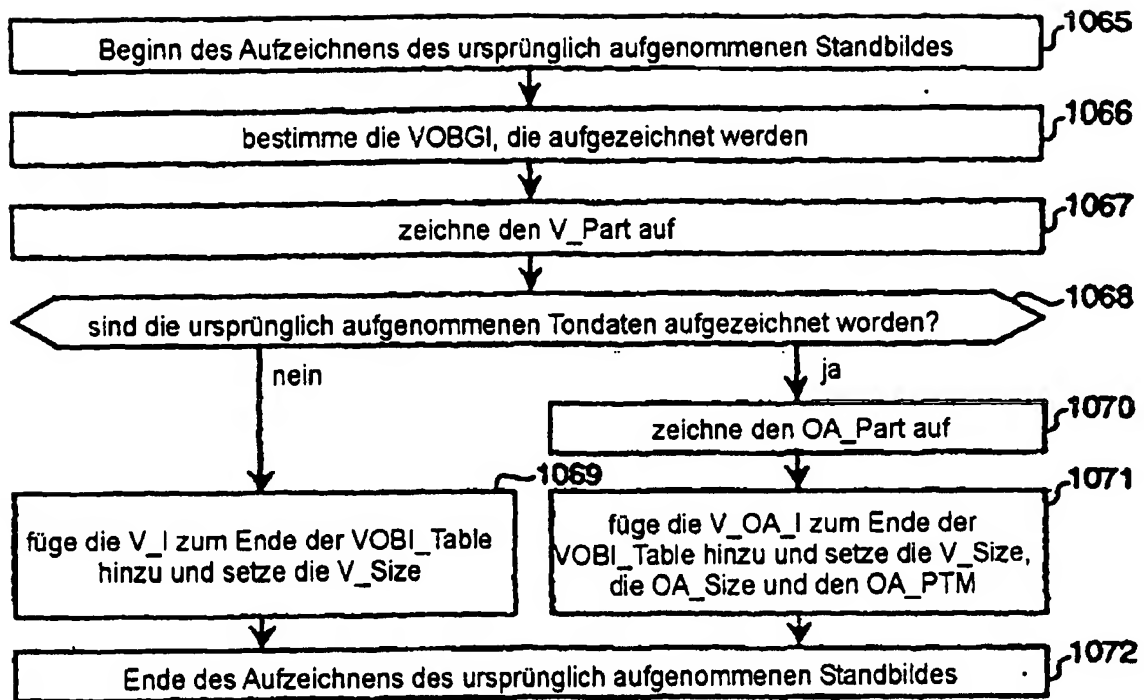 1065
Beginn des Aufzeichnens des ursprünglich aufgenommenen Standbildes
1066
bestimme die VOBGI, die aufgezeichnet werden
1067
zeichne den V_Part auf
1068
sind die ursprünglich aufgenommenen Tondaten aufgezeichnet worden?
nein
ja
1070
zeichne den OA_Part auf
1069
füge die V_I zum Ende der VOBI_Table
hinzu und setze die V_Size
1071
füge die V_OA_I zum Ende der
VOBI_Table hinzu und setze die V_Size,
die OA_Size und den OA_PTM
1072
Ende des Aufzeichnens des ursprünglich aufgenommenen Standbildes